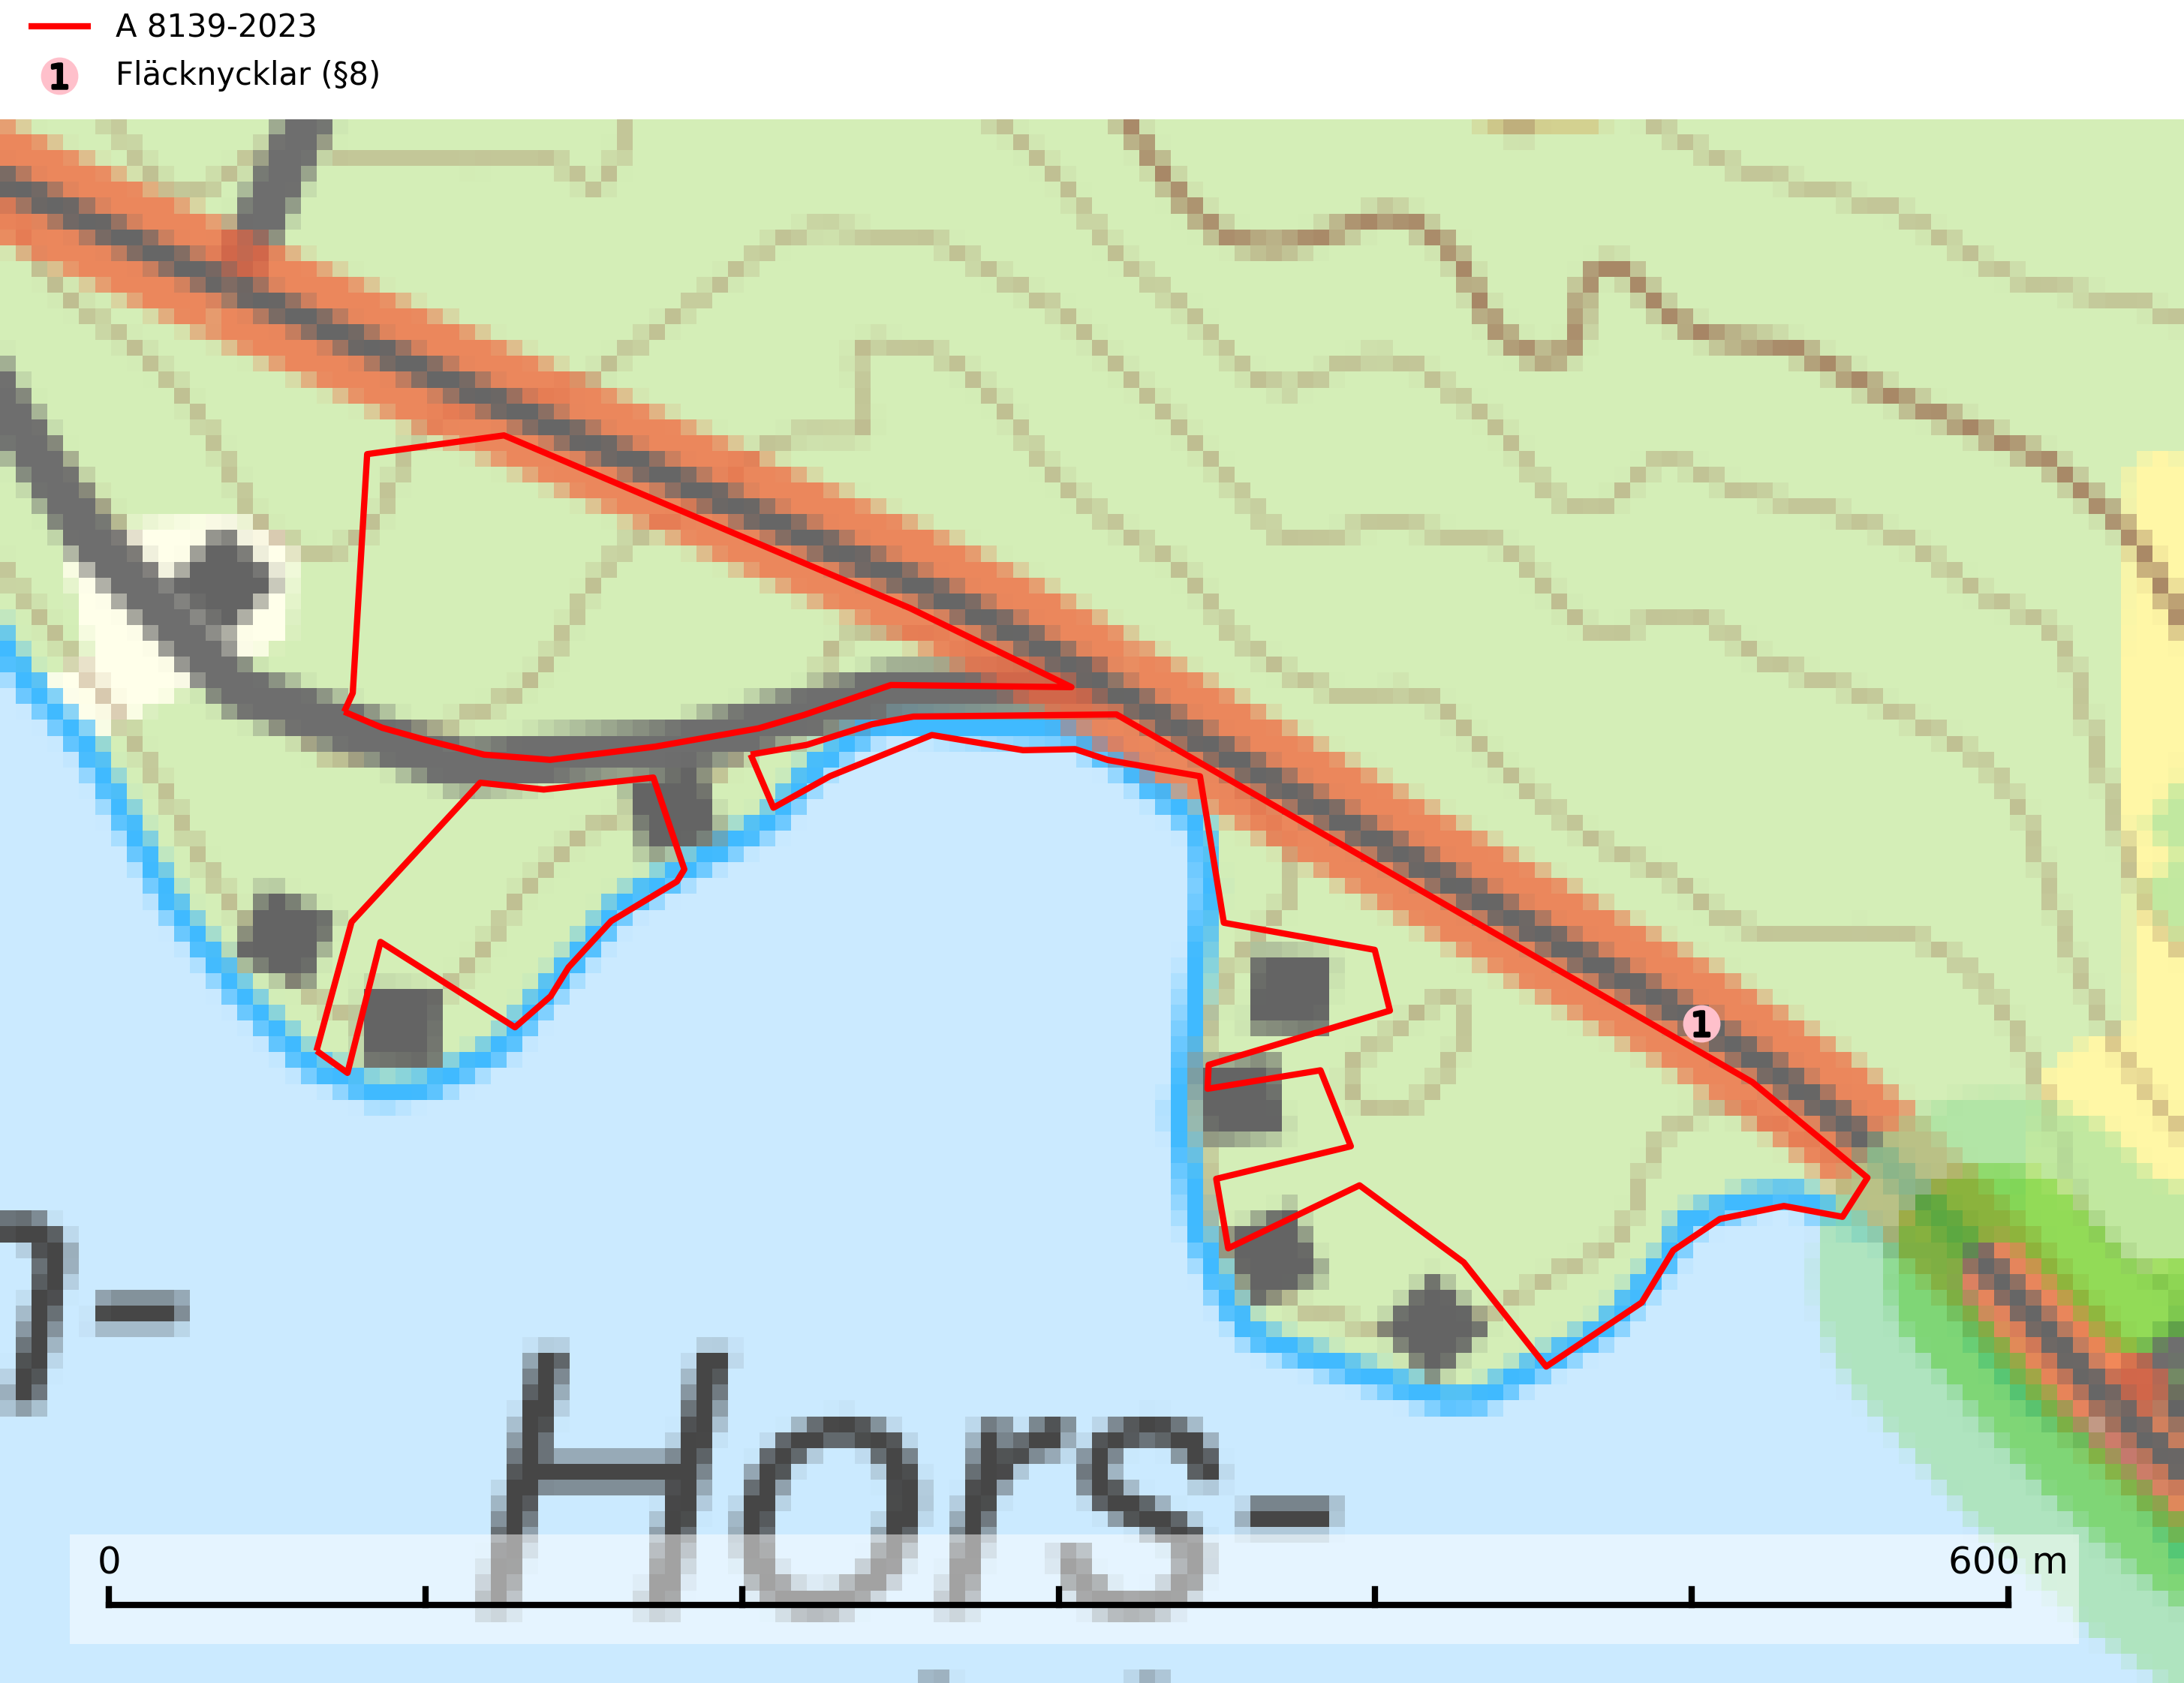 A 8139-2023
1 Fläcknycklar (§8)
1
Hors-
0 600 m